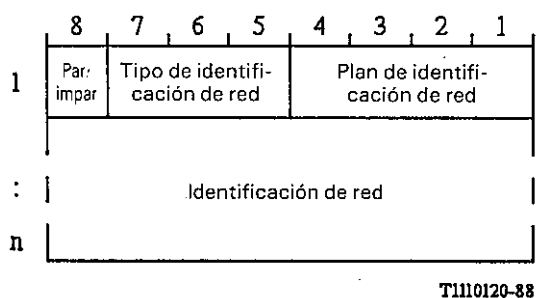 8 7 6 5 4 3 2 1
1
Par/
impar
Tipo de identifi-
cación de red
Plan de identifi-
cación de red
:
Identificación de red
n
T1110120-88